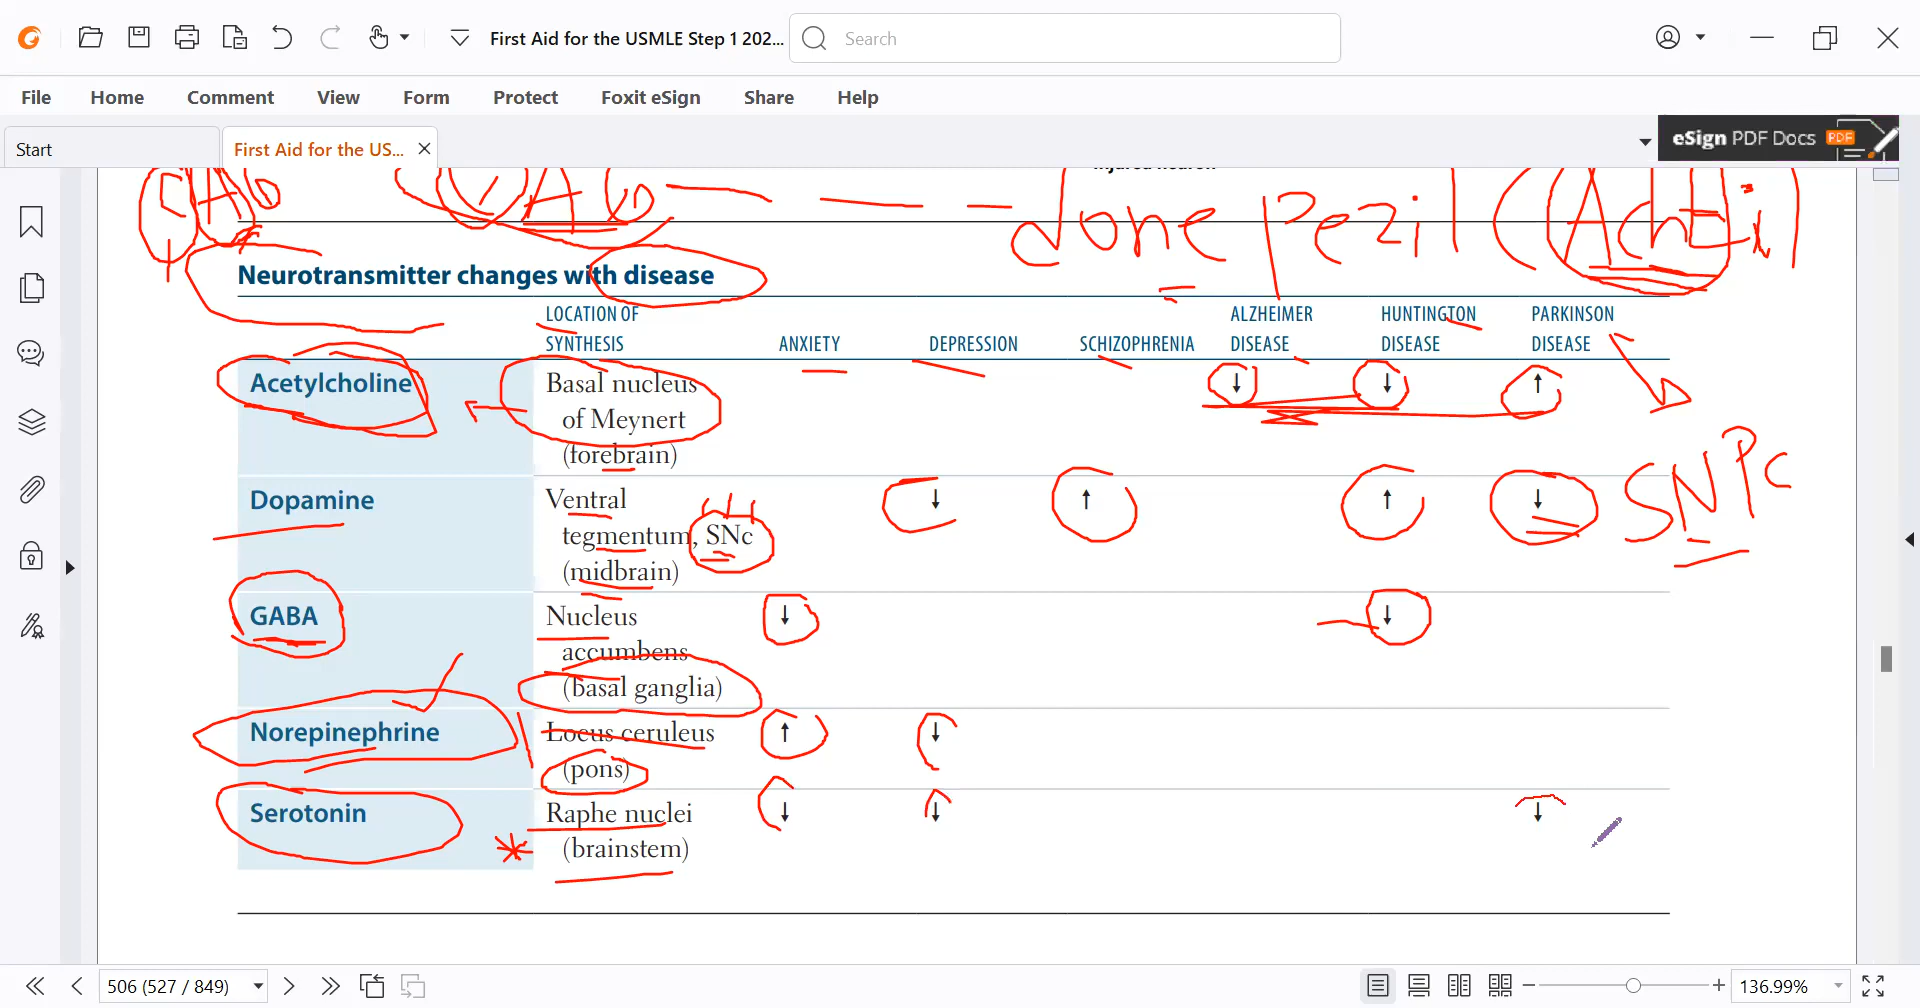 First Aid for the USMLE Step 1 202...
Search
File Home Comment View Form Protect Foxit eSign Share Help
Start
First Aid for the US...
eSign PDF Docs PDF
donepezil (AchEi)
Neurotransmitter changes with disease
LOCATION OF SYNTHESIS
ANXIETY
DEPRESSION
SCHIZOPHRENIA
ALZHEIMER DISEASE
HUNTINGTON DISEASE
PARKINSON DISEASE
Acetylcholine
Basal nucleus
of Meynert
(forebrain)
↓ ↓ ↑
Dopamine
Ventral
tegmentum, SNc
(midbrain)
↓ ↑ ↑ ↓
SNPc
GABA
Nucleus
accumbens
(basal ganglia)
↓ ↓
Norepinephrine
Locus ceruleus
(pons)
↑ ↓
Serotonin
Raphe nuclei
(brainstem)
↓ ↓ ↓
506 (527 / 849)
136.99%